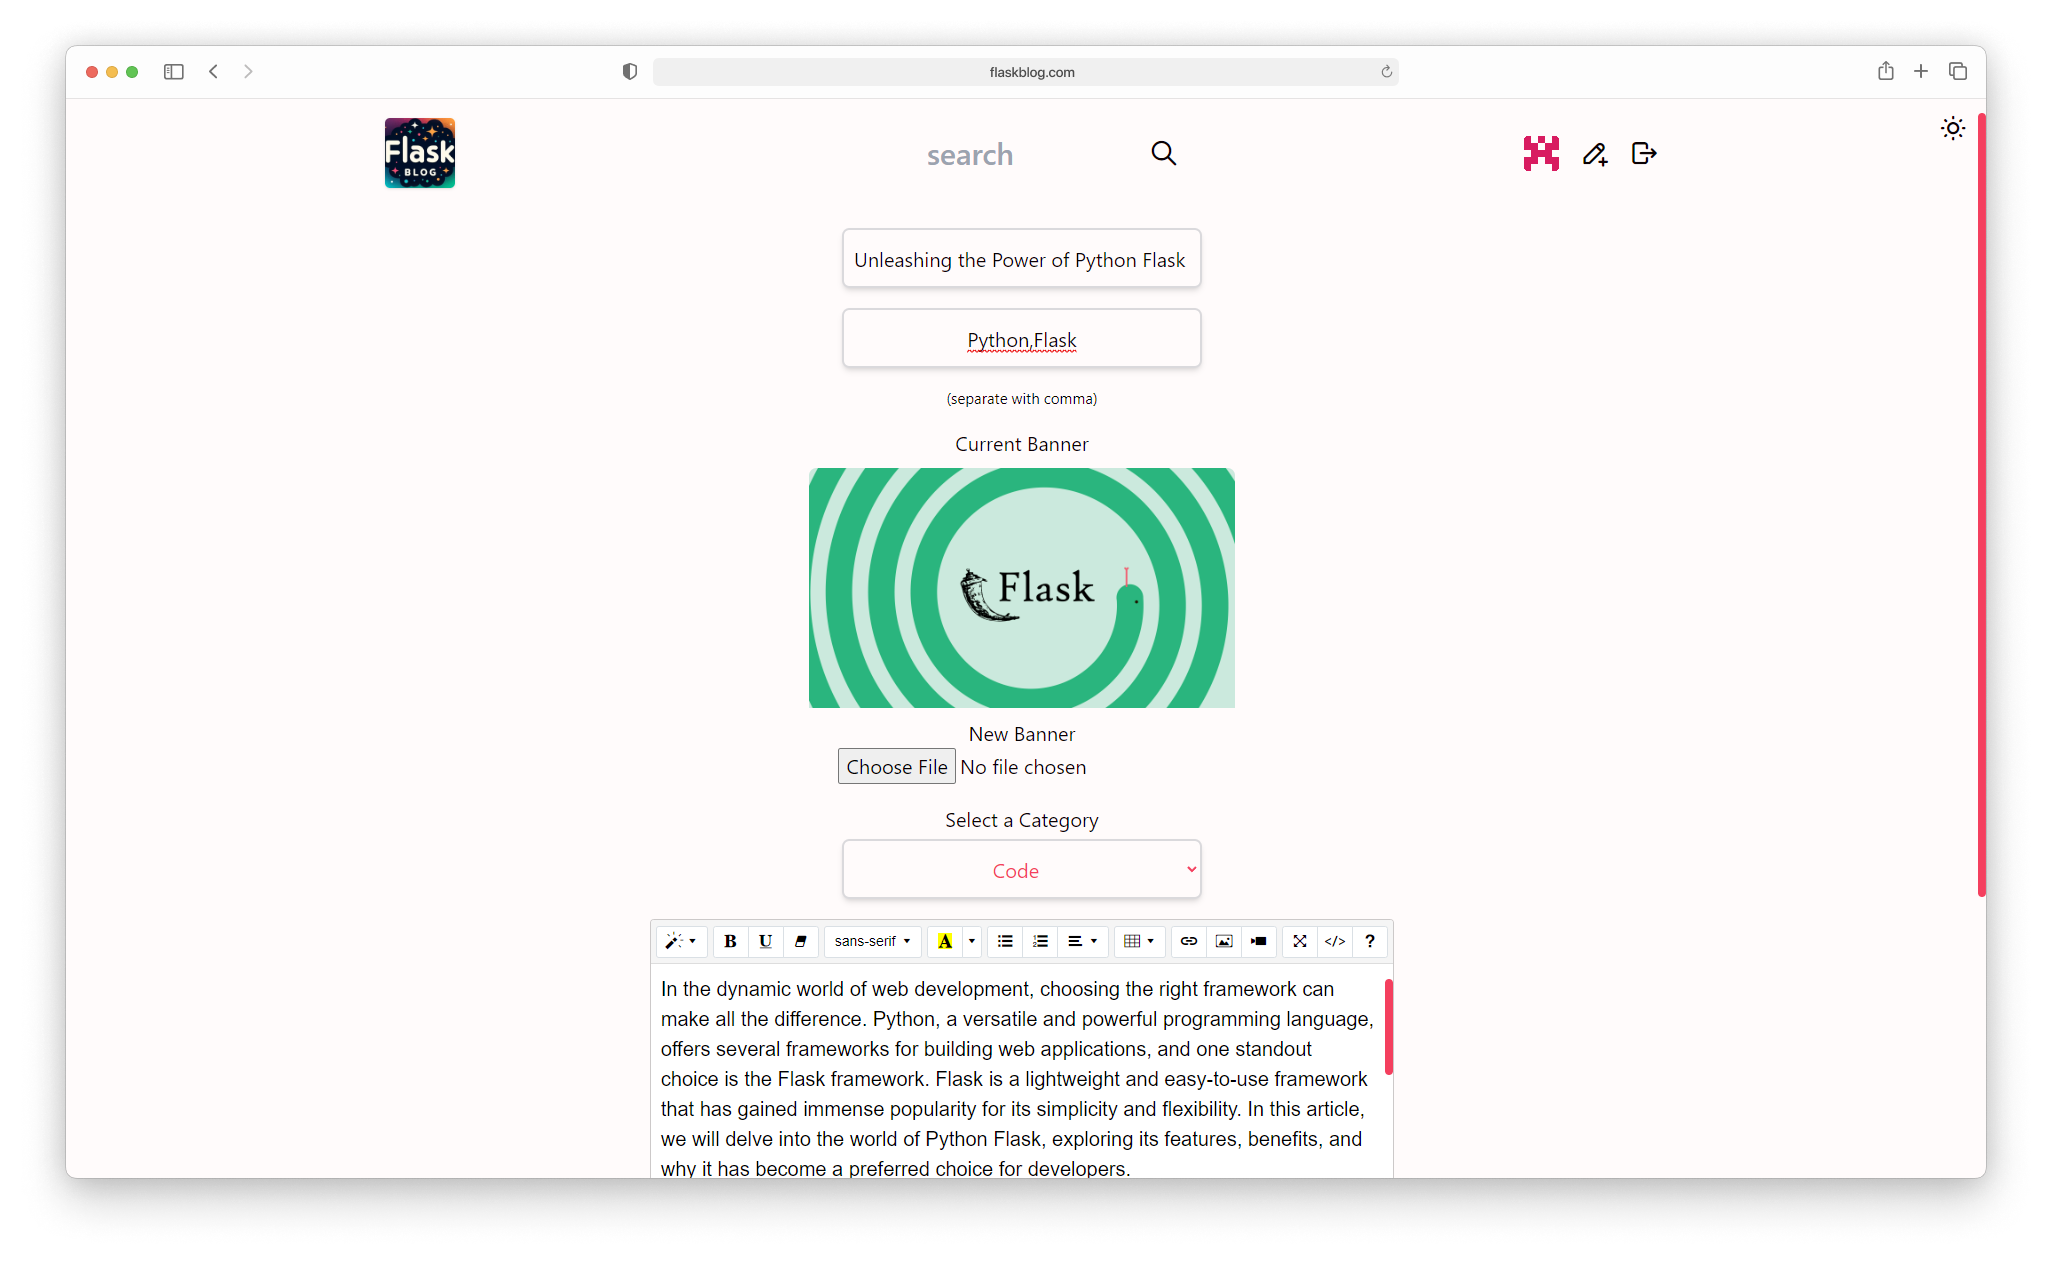 flaskblog.com
Flask
BLOG
search
Unleashing the Power of Python Flask
Python,Flask
(separate with comma)
Current Banner
Flask
New Banner
Choose File No file chosen
Select a Category
Code
B U sans-serif A </> ?
In the dynamic world of web development, choosing the right framework can
make all the difference. Python, a versatile and powerful programming language,
offers several frameworks for building web applications, and one standout
choice is the Flask framework. Flask is a lightweight and easy-to-use framework
that has gained immense popularity for its simplicity and flexibility. In this article,
we will delve into the world of Python Flask, exploring its features, benefits, and
why it has become a preferred choice for developers.